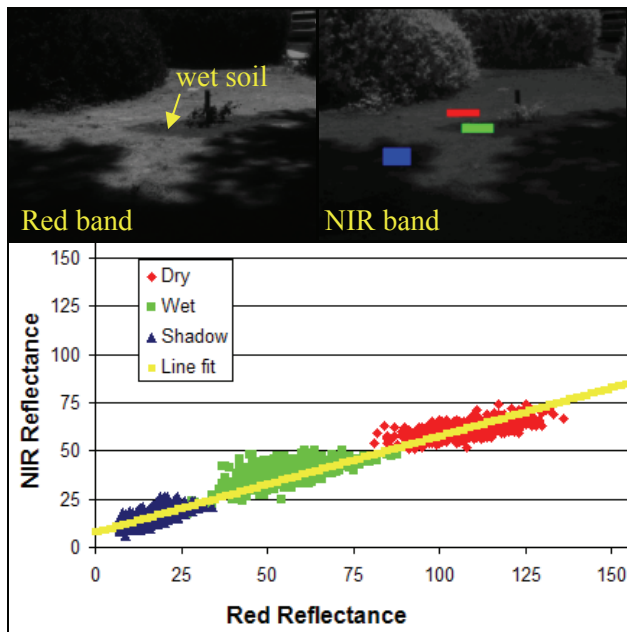 wet soil
Red band
NIR band
150
125
100
75
50
25
0
NIR Reflectance
Dry
Wet
Shadow
Line fit
0 25 50 75 100 125 150
Red Reflectance